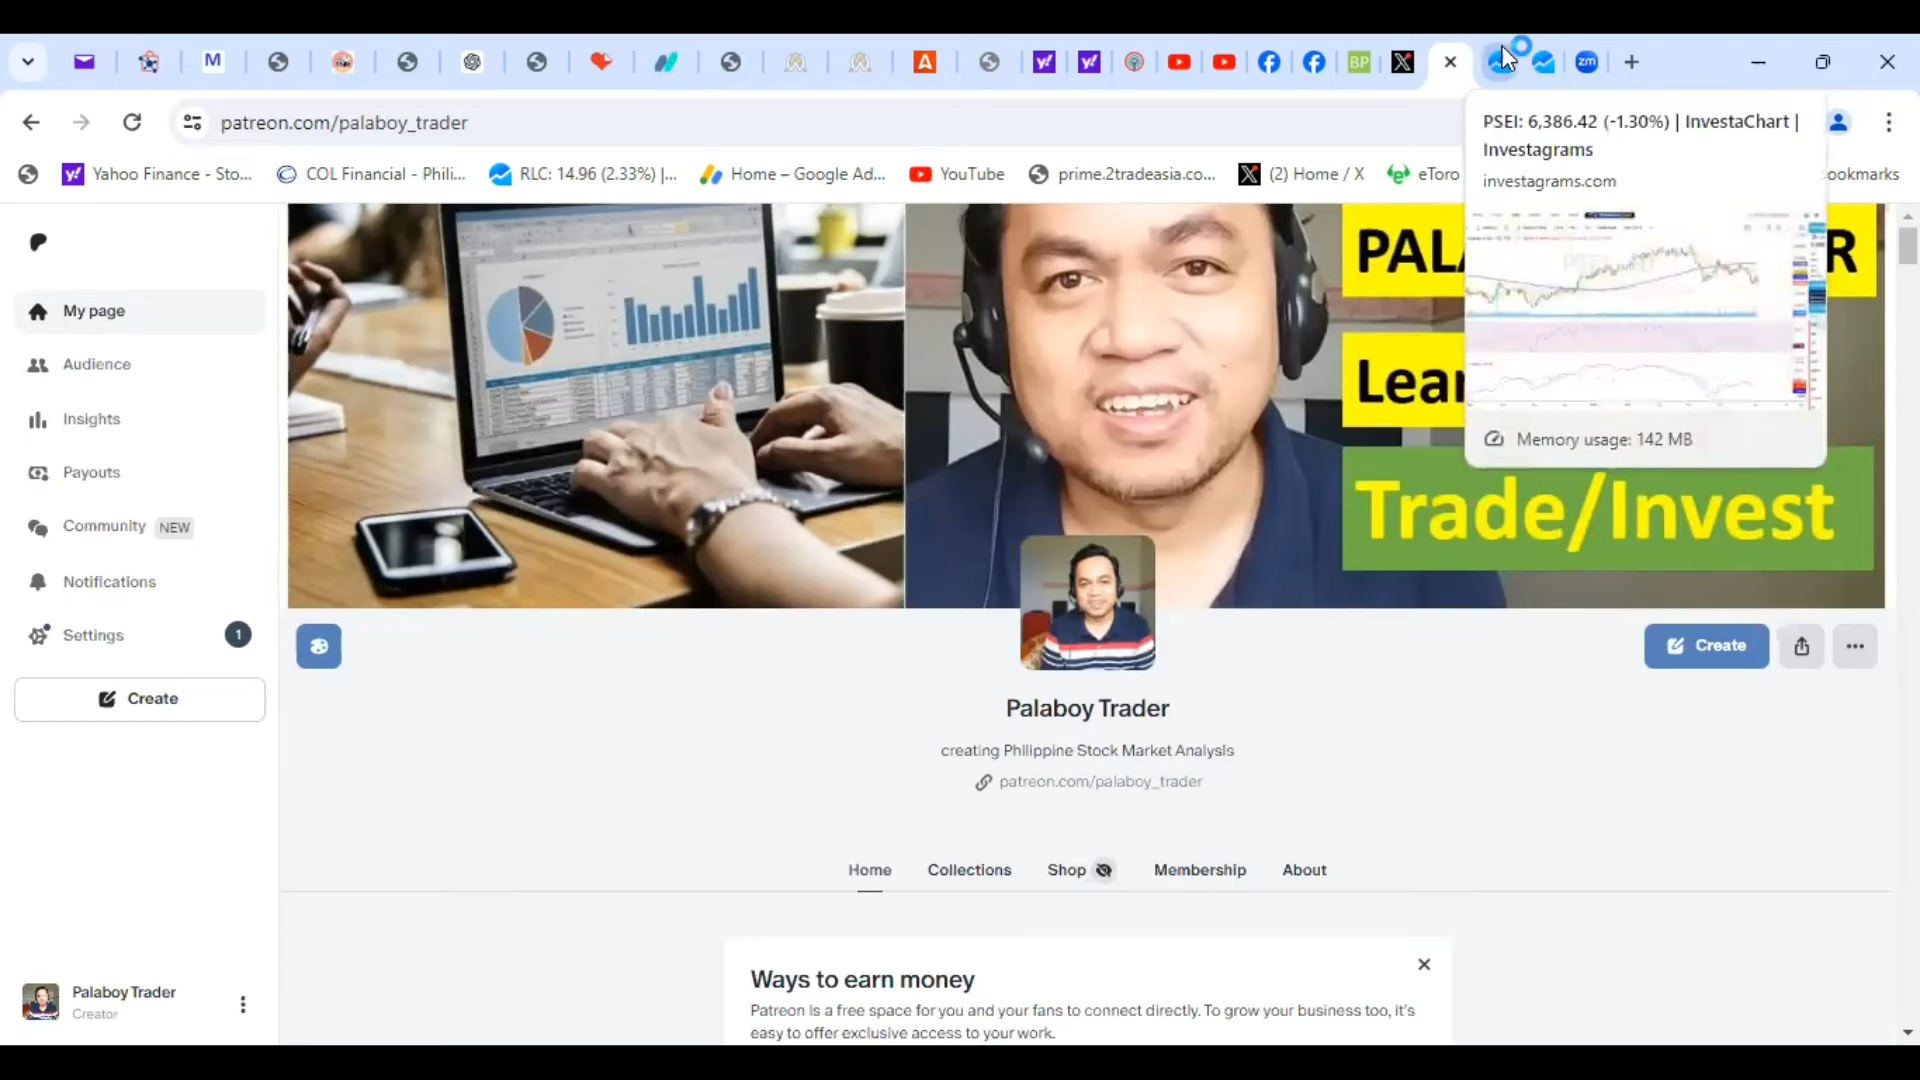 M
y!
y!
BP
X
zm
patreon.com/palaboy_trader
PSEI: 6,386.42 (-1.30%) | InvestaChart |
Investagrams
investagrams.com
Memory usage: 142 MB
Yahoo Finance - Sto...
COL Financial - Phili...
RLC: 14.96 (2.33%) |...
Home – Google Ad...
YouTube
prime.2tradeasia.co...
(2) Home / X
eToro
ookmarks
My page
Audience
Insights
Payouts
Community NEW
Notifications
Settings 1
Create
PAL
R
Lear
Trade/Invest
Create
Palaboy Trader
creating Philippine Stock Market Analysis
patreon.com/palaboy_trader
Home
Collections
Shop
Membership
About
Ways to earn money
Patreon is a free space for you and your fans to connect directly. To grow your business too, it's
easy to offer exclusive access to your work.
Palaboy Trader
Creator